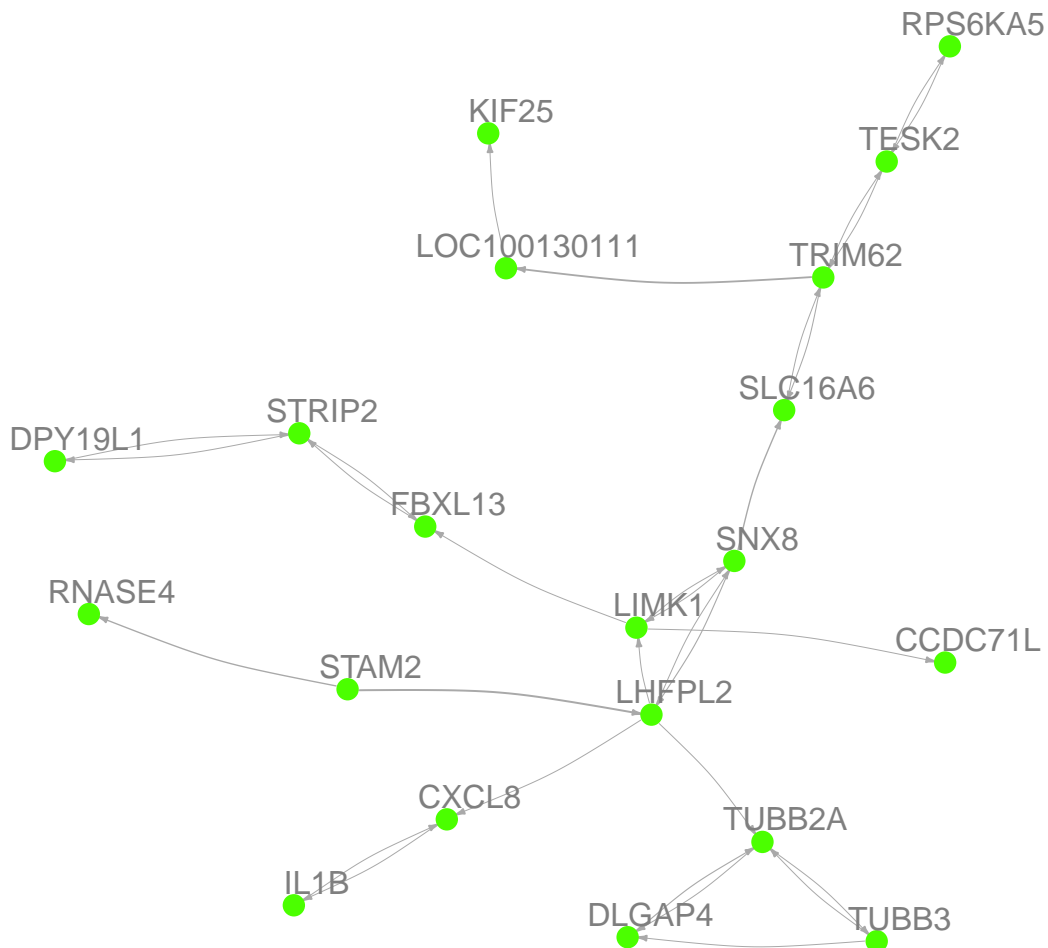 RPS6KA5
KIF25
TESK2
LOC100130111
TRIM62
SLC16A6
STRIP2
DPY19L1
FBXL13
SNX8
RNASE4
LIMK1
CCDC71L
STAM2
LHFPL2
CXCL8
TUBB2A
IL1B
DLGAP4
TUBB3